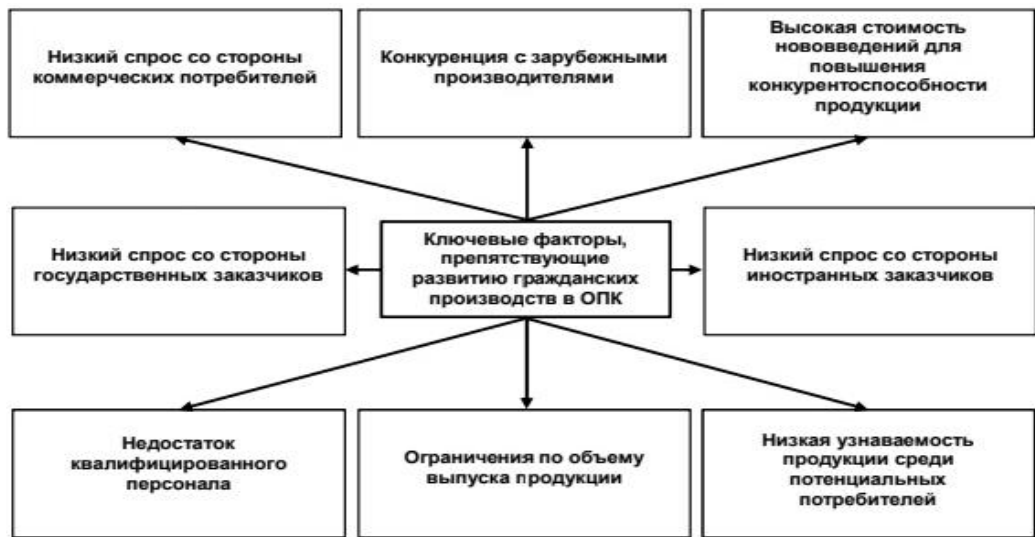 Низкий спрос со стороны
коммерческих потребителей
Конкуренция с зарубежными
производителями
Высокая стоимость
нововведений для
повышения
конкурентоспособности
продукции
Низкий спрос со стороны
государственных заказчиков
Ключевые факторы,
препятствующие
развитию гражданских
производств в ОПК
Низкий спрос со стороны
иностранных заказчиков
Недостаток
квалифицированного
персонала
Ограничения по объему
выпуска продукции
Низкая узнаваемость
продукции среди
потенциальных
потребителей